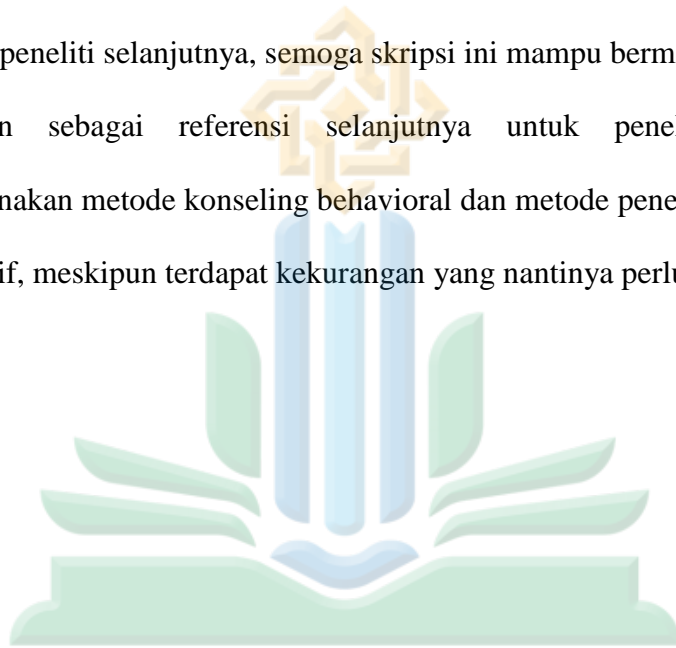 peneliti selanjutnya, semoga skripsi ini mampu berm
n sebagai referensi selanjutnya untuk pene
nakan metode konseling behavioral dan metode pene
if, meskipun terdapat kekurangan yang nantinya perlu